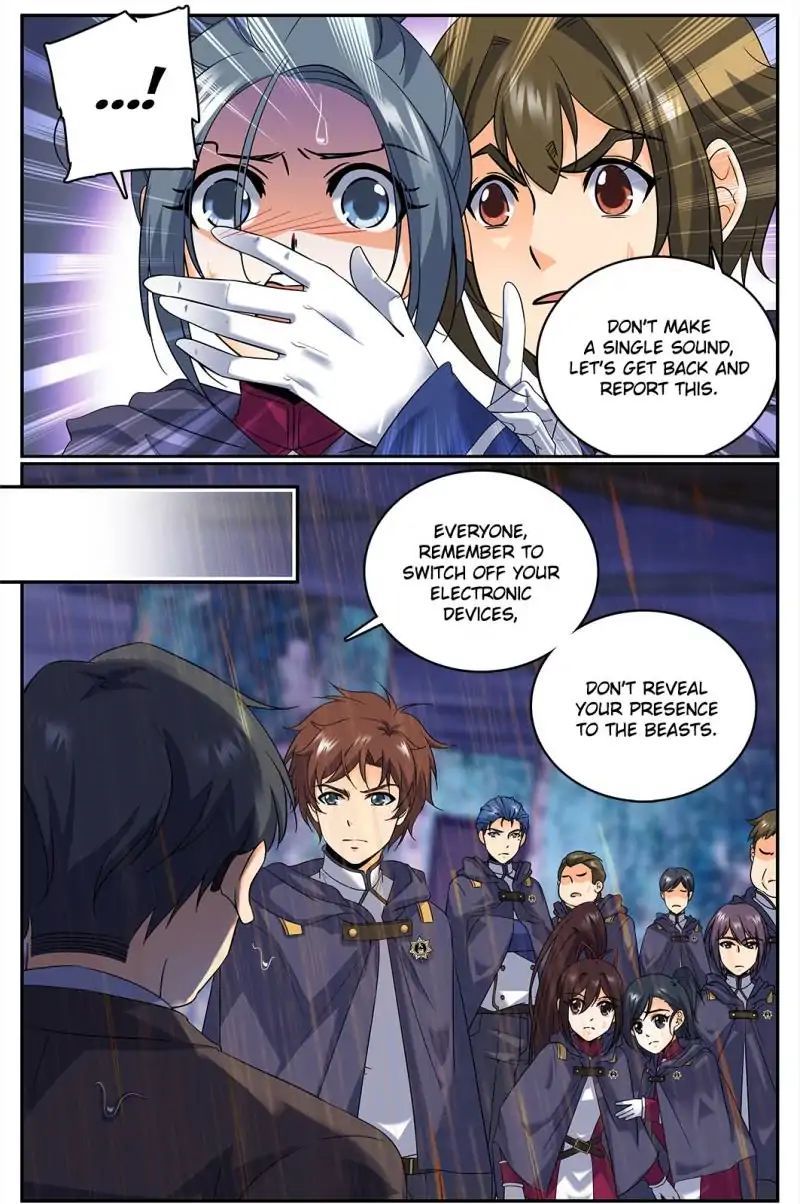 ...!
DON'T MAKE
A SINGLE SOUND,
LET'S GET BACK AND
REPORT THIS.
EVERYONE,
REMEMBER TO
SWITCH OFF YOUR
ELECTRONIC
DEVICES,
DON'T REVEAL
YOUR PRESENCE
TO THE BEASTS.